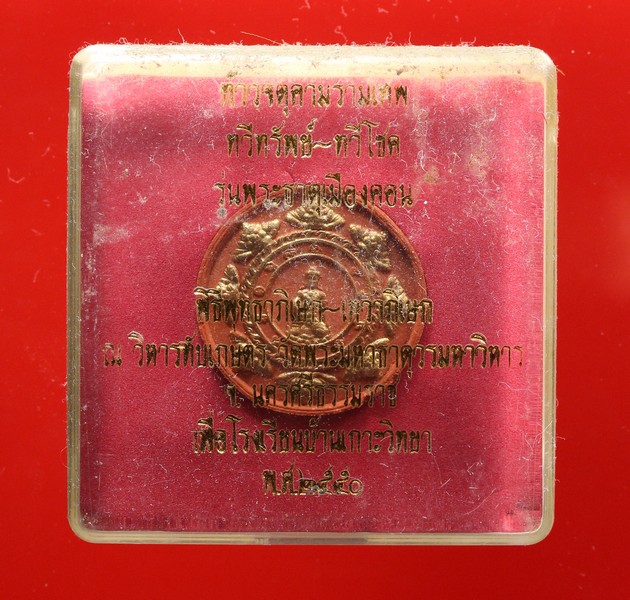 ท้าวจตุคามรามเทพ
ทวีทรัพย์~ทวีโชค
รุ่นพระธาตุเมืองคอน
พิธีพุทธาภิเษก~เทวาภิเษก
ณ วิหารทับเกษตร วัดพระมหาธาตุวรมหาวิหาร
จ. นครศรีธรรมราช
เพื่อโรงเรียนบ้านเกาะวิทยา
พ.ศ.๒๕๕๐